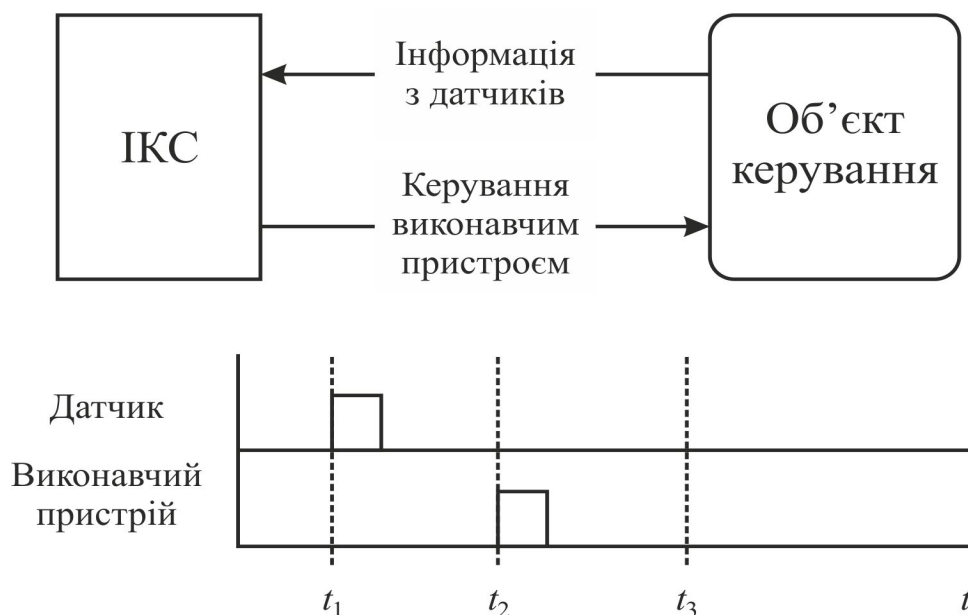 ІКС
Інформація
з датчиків
Керування
виконавчим
пристроєм
Об’єкт
керування
Датчик
Виконавчий
пристрій
t1 t2 t3 t